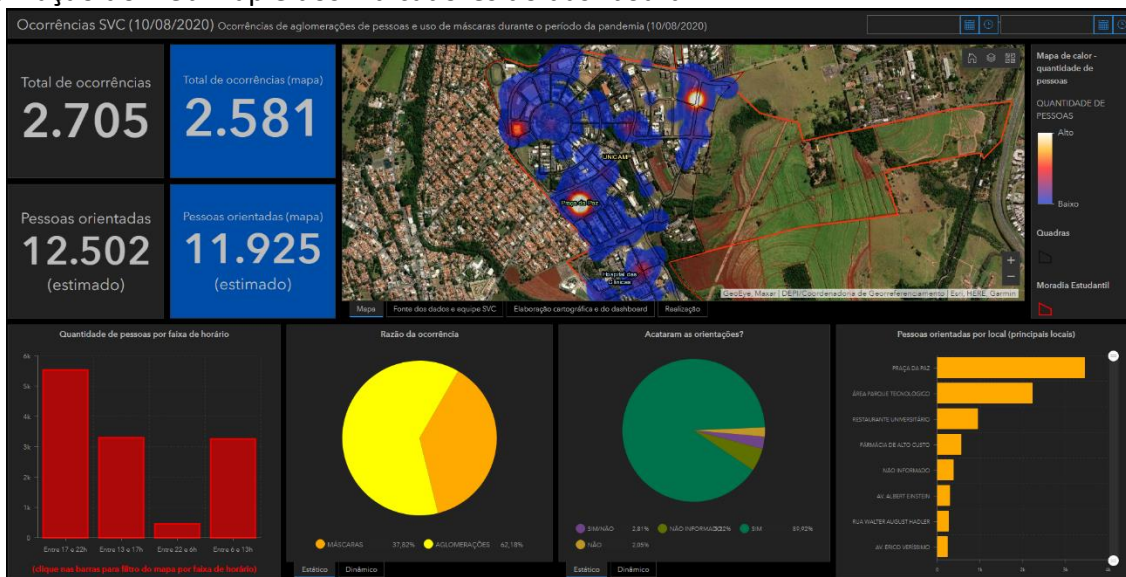 Ocorrências SVC (10/08/2020) Ocorrências de aglomerações de pessoas e uso de máscaras durante o período da pandemia (10/08/2020)
Total de ocorrências
2.705
Total de ocorrências (mapa)
2.581
Pessoas orientadas
12.502
(estimado)
Pessoas orientadas (mapa)
11.925
(estimado)
UNICAMP
Praça da Paz
Hospital das
Clínicas
+
−
GeoEye, Maxar | DEPI/Coordenadoria de Georreferenciamento | Esri, HERE, Garmin
Mapa
Fonte dos dados e equipe SVC
Elaboração cartográfica e do dashboard
Realização
Mapa de calor -
quantidade de
pessoas
QUANTIDADE DE
PESSOAS
Alto
Baixo
Quadras
Moradia Estudantil
Quantidade de pessoas por faixa de horário
6k
5k
4k
3k
2k
1k
0
Entre 17 e 22h
Entre 13 e 17h
Entre 22 e 6h
Entre 6 e 13h
(clique nas barras para filtro do mapa por faixa de horário)
Razão da ocorrência
MÁSCARAS 37,82%
AGLOMERAÇÕES 62,18%
Estático
Dinâmico
Acataram as orientações?
SIM/NÃO 2,81%
NÃO INFORMADO
SIM 89,92%
NÃO 2,05%
Estático
Dinâmico
Pessoas orientadas por local (principais locais)
PRAÇA DA PAZ
ÁREA PARQUE TECNOLÓGICO
RESTAURANTE UNIVERSITÁRIO
FÁRMÁCIA DE ALTO CUSTO
NÃO INFORMADO
AV. ALBERT EINSTEIN
RUA WALTER AUGUST HADLER
AV. ÉRICO VERÍSSIMO
0
1k
2k
3k
4k